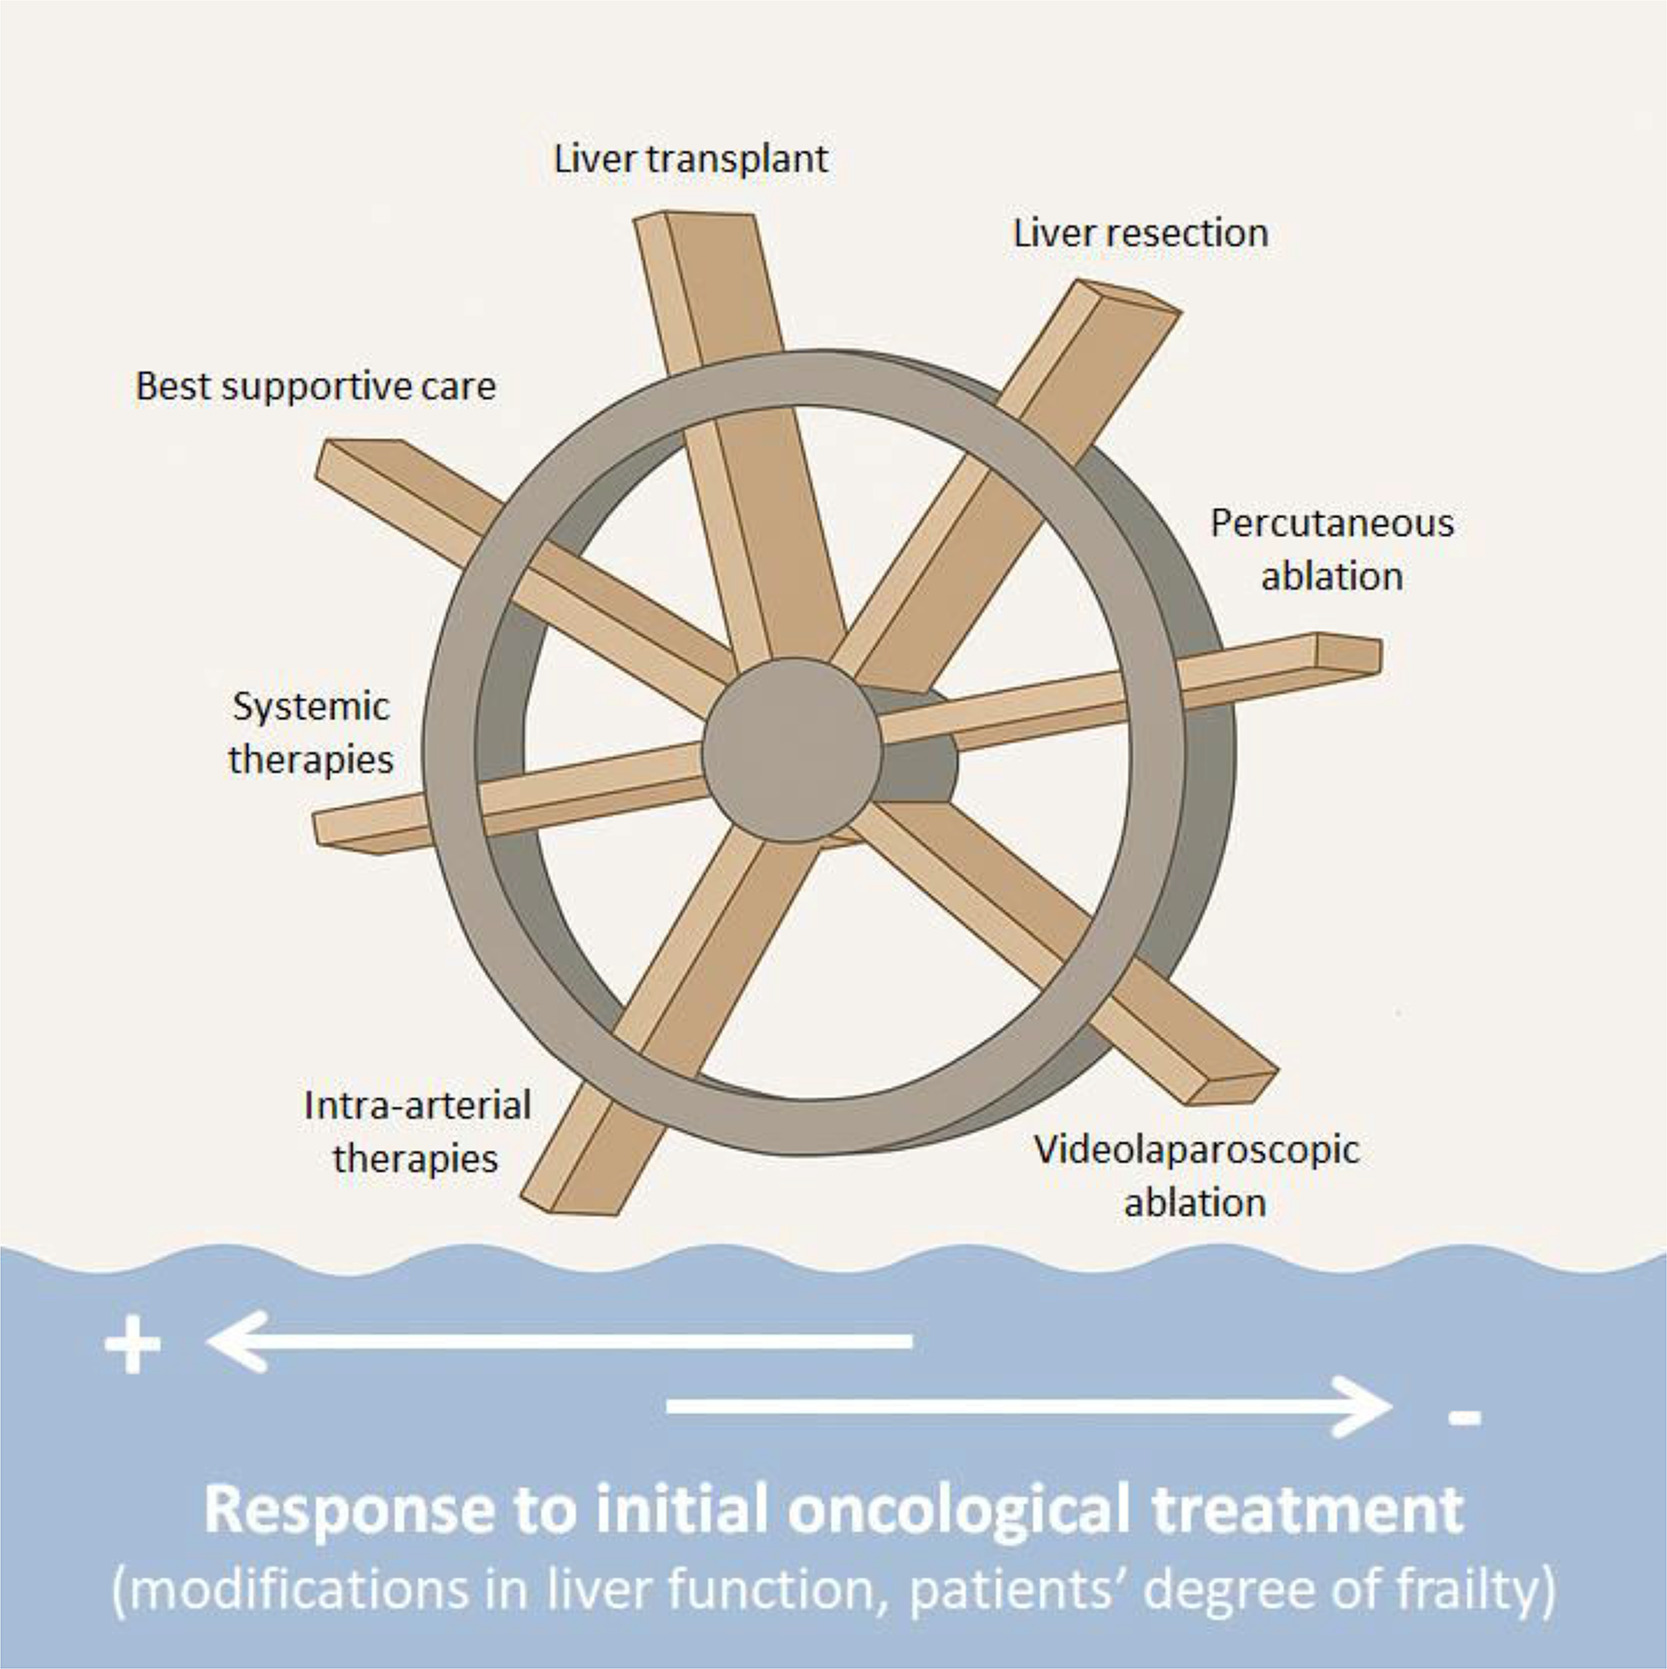 Liver transplant
Liver resection
Best supportive care
Percutaneous
ablation
Systemic
therapies
Intra-arterial
therapies
Videolaparoscopic
ablation
+
-
Response to initial oncological treatment
(modifications in liver function, patients’ degree of frailty)